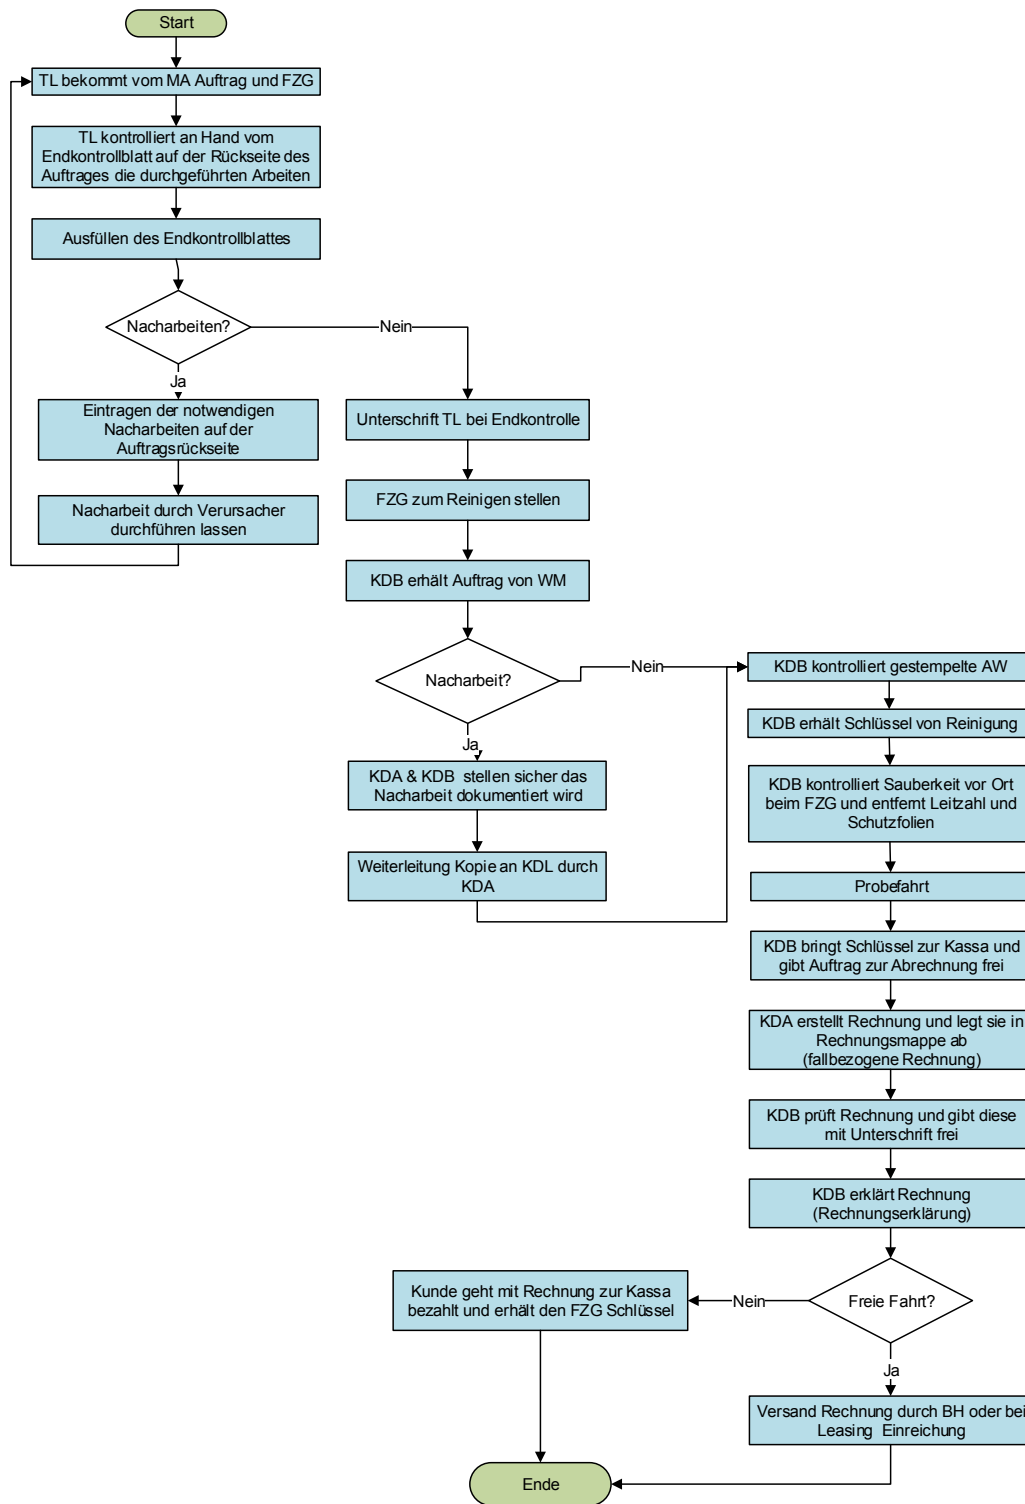 Start
TL bekommt vom MA Auftrag und FZG
TL kontrolliert an Hand vom
Endkontrollblatt auf der Rückseite des
Auftrages die durchgeführten Arbeiten
Ausfüllen des Endkontrollblattes
Nacharbeiten?
Nein
Ja
Eintragen der notwendigen
Nacharbeiten auf der
Auftragsrückseite
Nacharbeit durch Verursacher
durchführen lassen
Unterschrift TL bei Endkontrolle
FZG zum Reinigen stellen
KDB erhält Auftrag von WM
Nacharbeit?
Nein
Ja
KDA & KDB stellen sicher das
Nacharbeit dokumentiert wird
Weiterleitung Kopie an KDL durch
KDA
KDB kontrolliert gestempelte AW
KDB erhält Schlüssel von Reinigung
KDB kontrolliert Sauberkeit vor Ort
beim FZG und entfernt Leitzahl und
Schutzfolien
Probefahrt
KDB bringt Schlüssel zur Kassa und
gibt Auftrag zur Abrechnung frei
KDA erstellt Rechnung und legt sie in
Rechnungsmappe ab
(fallbezogene Rechnung)
KDB prüft Rechnung und gibt diese
mit Unterschrift frei
KDB erklärt Rechnung
(Rechnungserklärung)
Freie Fahrt?
Nein
Kunde geht mit Rechnung zur Kassa
bezahlt und erhält den FZG Schlüssel
Ja
Versand Rechnung durch BH oder bei
Leasing Einreichung
Ende